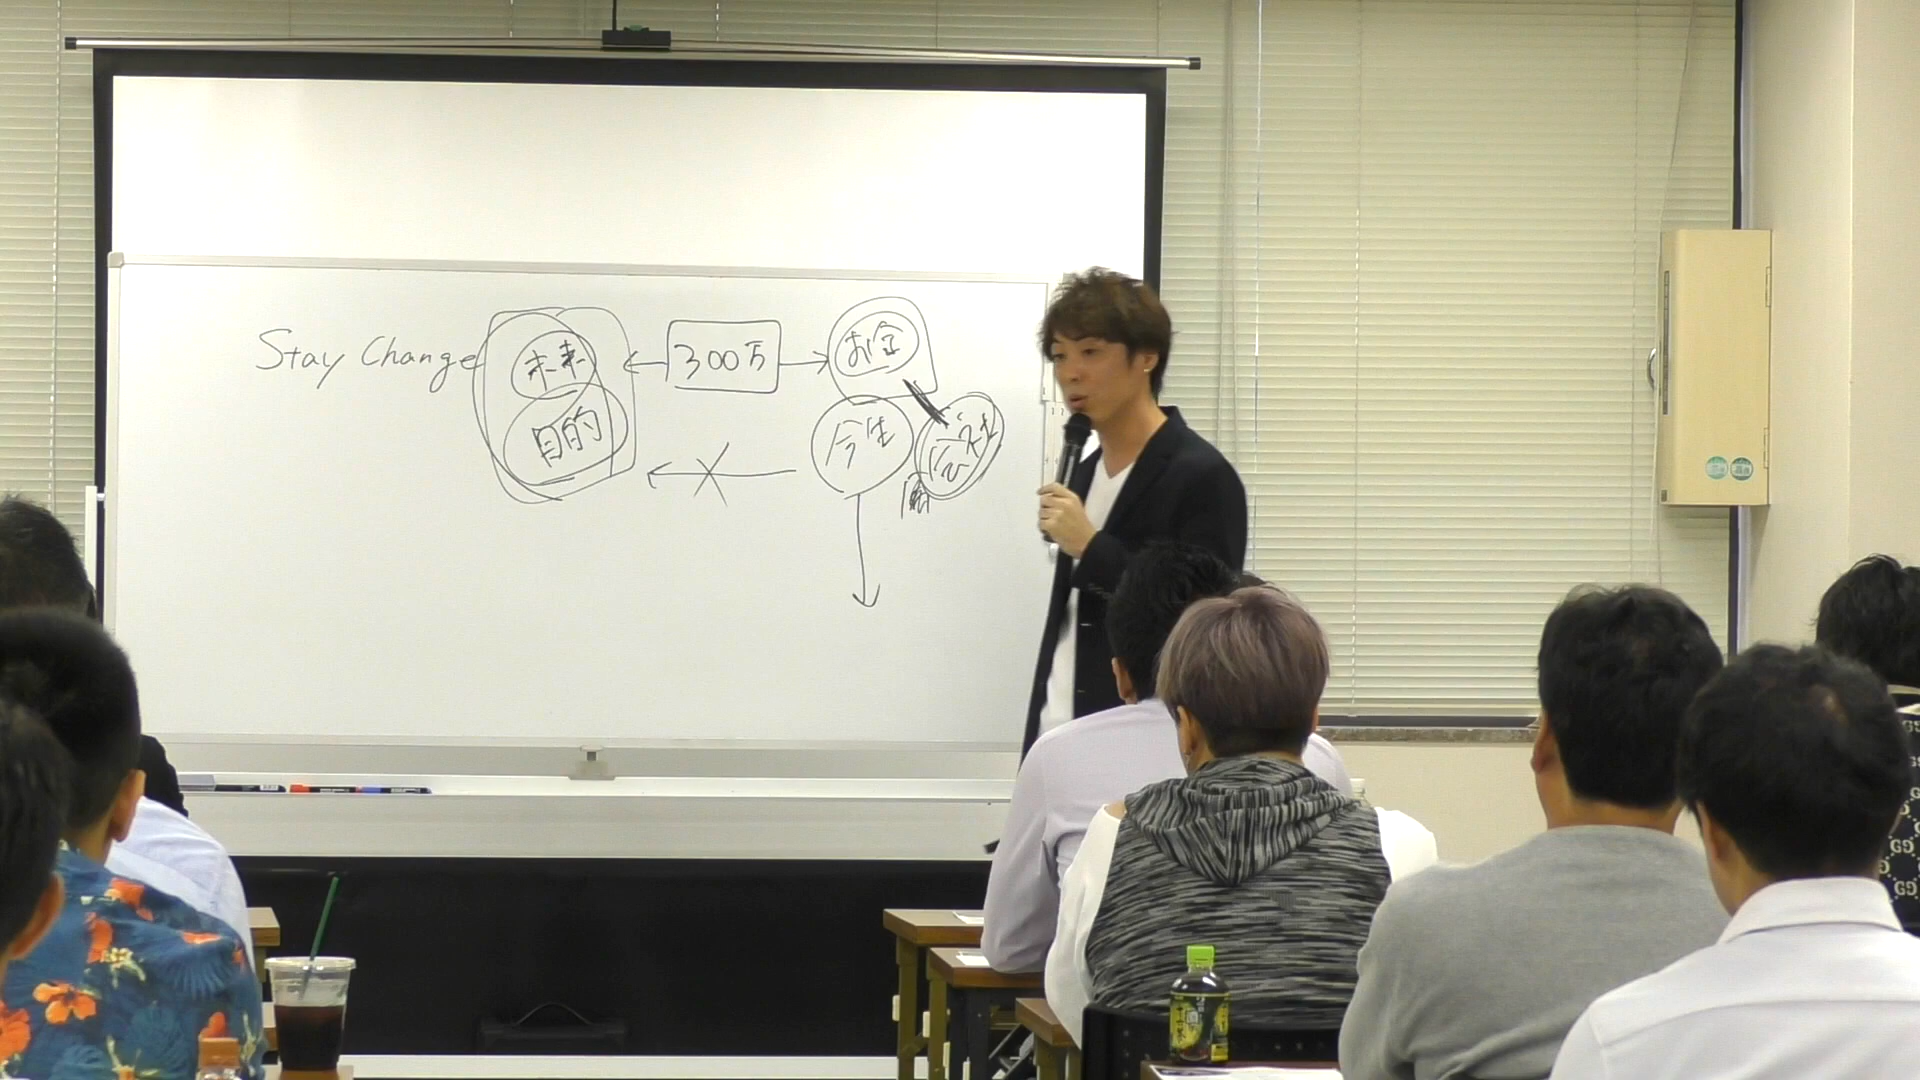 Stay Change
未来
目的
300万
お金
今生
会社